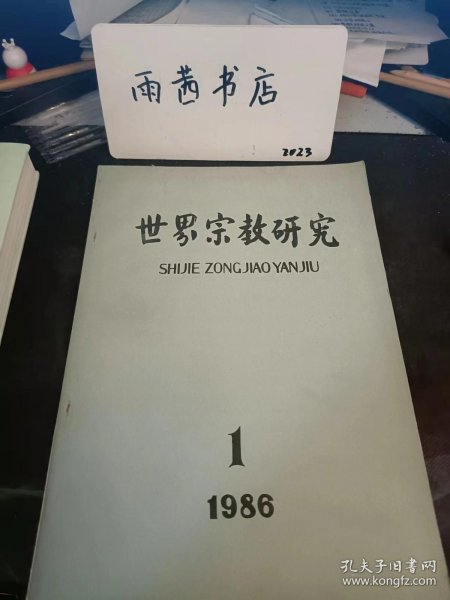 雨茜书店
2023
世界宗教研究
SHIJIE ZONGJIAO YANJIU
1
1986
孔夫子旧书网
www.kongfz.com